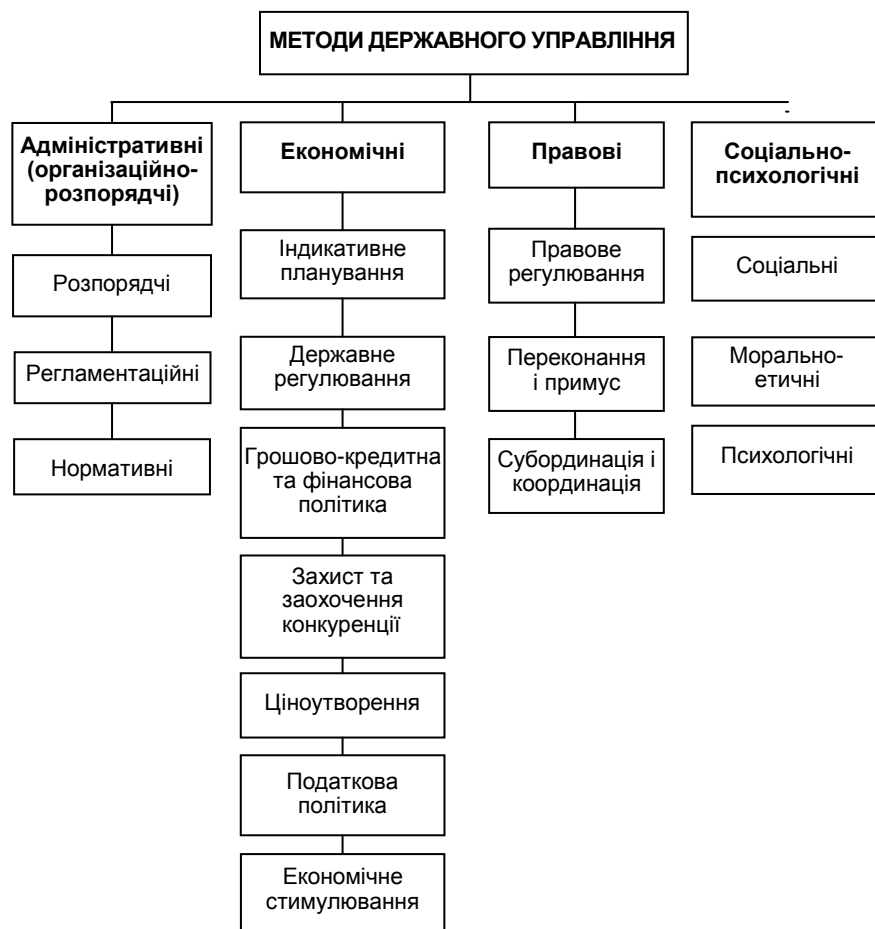 МЕТОДИ ДЕРЖАВНОГО УПРАВЛІННЯ
Адміністративні
(організаційно-
розпорядчі)
Розпорядчі
Регламентаційні
Нормативні
Економічні
Індикативне
планування
Державне
регулювання
Грошово-кредитна
та фінансова
політика
Захист та
заохочення
конкуренції
Ціноутворення
Податкова
політика
Економічне
стимулювання
Правові
Правове
регулювання
Переконання
і примус
Субординація і
координація
Соціально-
психологічні
Соціальні
Морально-
етичні
Психологічні